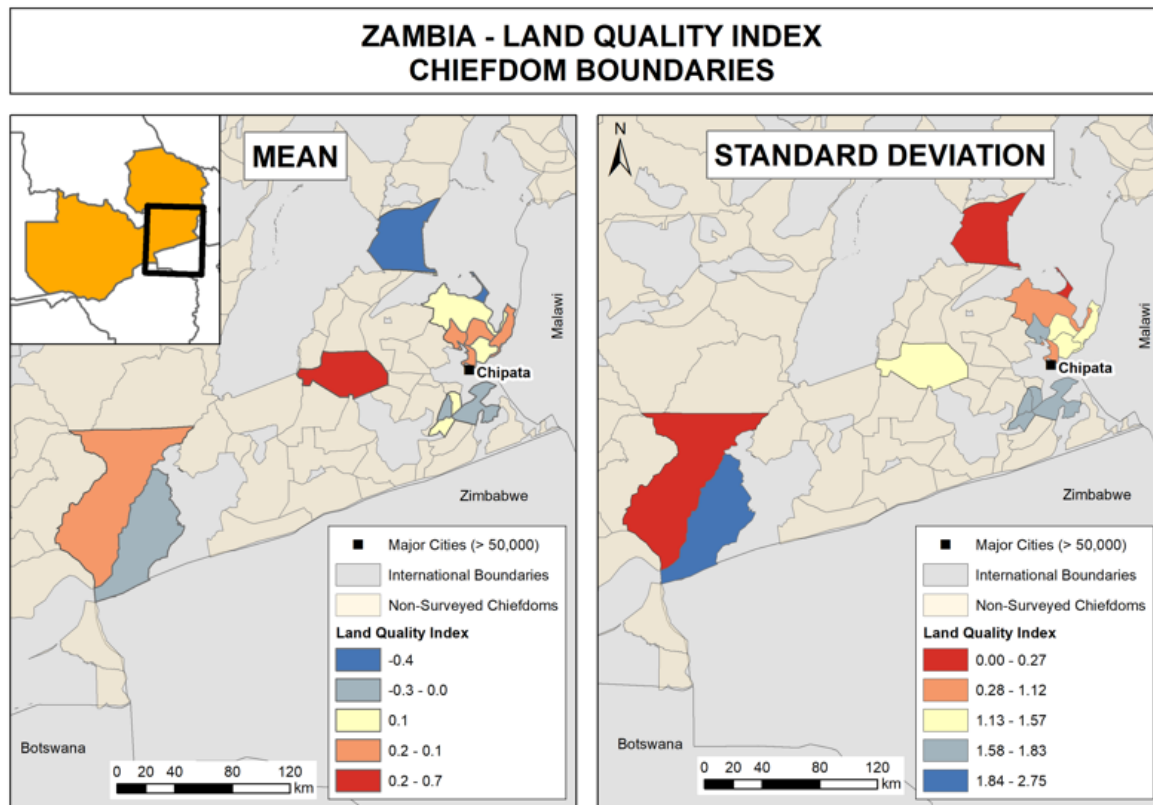 ZAMBIA - LAND QUALITY INDEX
CHIEFDOM BOUNDARIES
MEAN
Malawi
Chipata
Zimbabwe
Major Cities (> 50,000)
International Boundaries
Non-Surveyed Chiefdoms
Land Quality Index
-0.4
-0.3 - 0.0
0.1
0.2 - 0.1
0.2 - 0.7
Botswana
0 20 40 80 120
km
N
STANDARD DEVIATION
Malawi
Chipata
Zimbabwe
Major Cities (> 50,000)
International Boundaries
Non-Surveyed Chiefdoms
Land Quality Index
0.00 - 0.27
0.28 - 1.12
1.13 - 1.57
1.58 - 1.83
1.84 - 2.75
Botswana
0 20 40 80 120
km